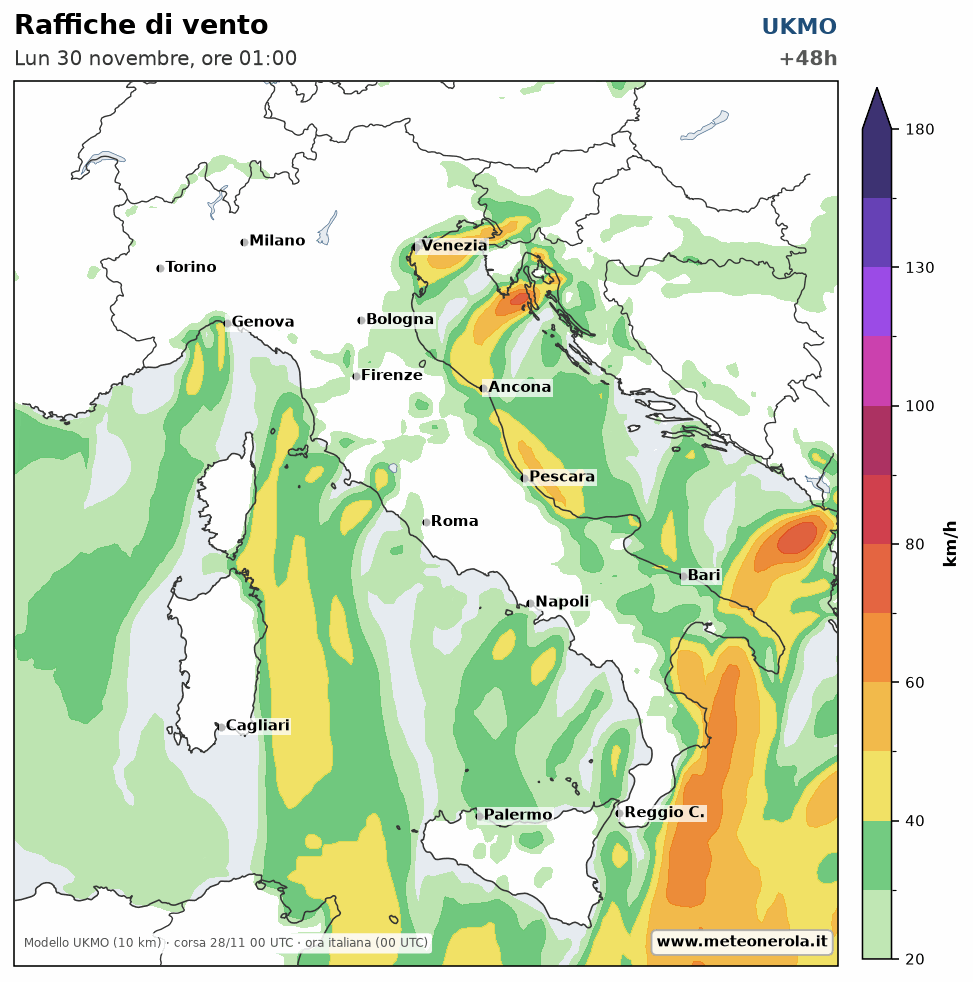 Raffiche di vento
UKMO
Lun 30 novembre, ore 01:00
+48h
180
130
100
80
60
40
20
km/h
Milano
Torino
Venezia
Genova
Bologna
Firenze
Ancona
Pescara
Roma
Bari
Napoli
Cagliari
Palermo
Reggio C.
Modello UKMO (10 km) · corsa 28/11 00 UTC · ora italiana (00 UTC)
www.meteonerola.it